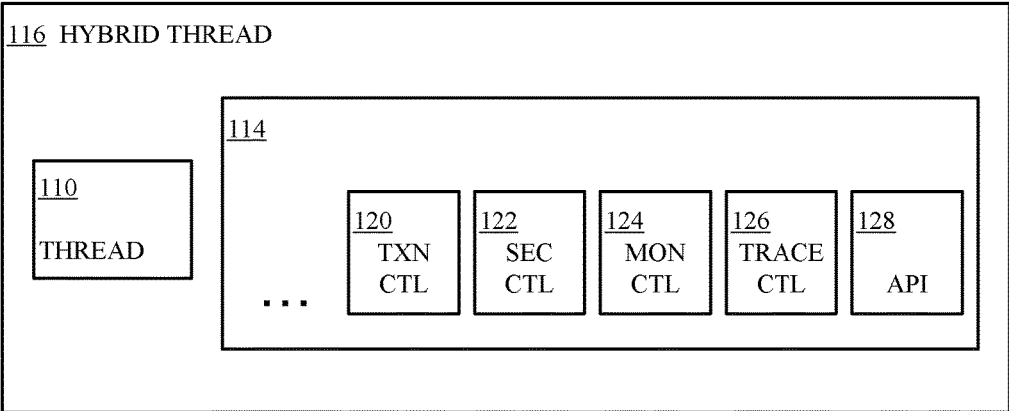 116 HYBRID THREAD
114
110
THREAD
...
120
TXN
CTL
122
SEC
CTL
124
MON
CTL
126
TRACE
CTL
128
API